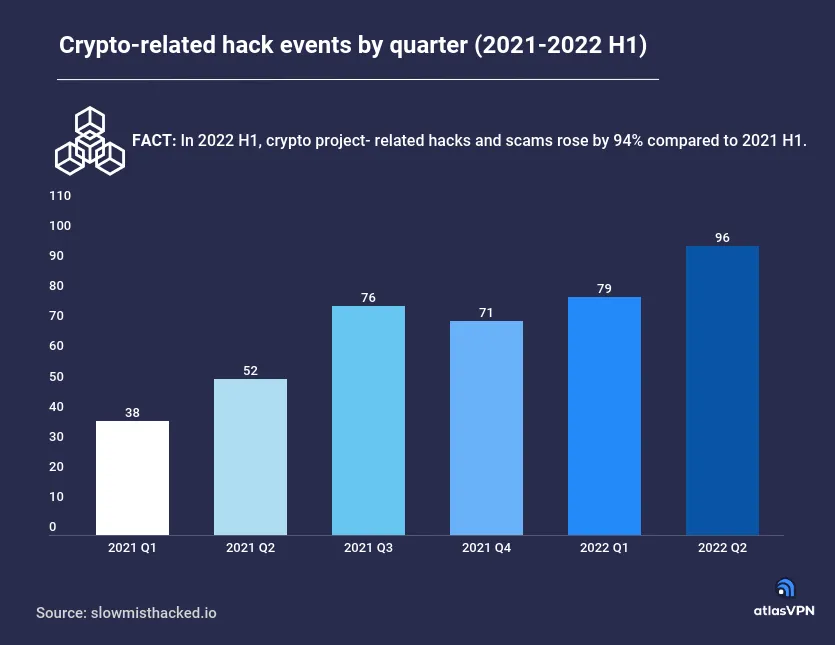 Crypto-related hack events by quarter (2021-2022 H1)
FACT: In 2022 H1, crypto project- related hacks and scams rose by 94% compared to 2021 H1.
110
100
90
80
70
60
50
40
30
20
10
0
38
52
76
71
79
96
2021 Q1
2021 Q2
2021 Q3
2021 Q4
2022 Q1
2022 Q2
Source: slowmisthacked.io
atlasVPN